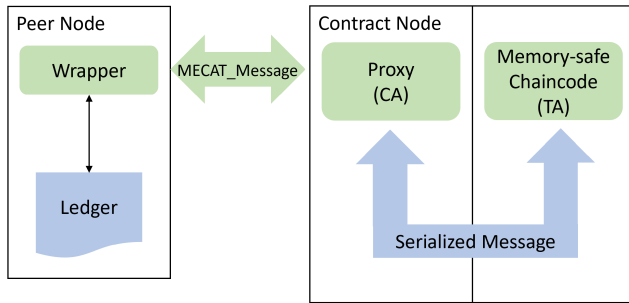 Peer Node
Wrapper
Ledger
MECAT_Message
Contract Node
Proxy
(CA)
Memory-safe
Chaincode
(TA)
Serialized Message